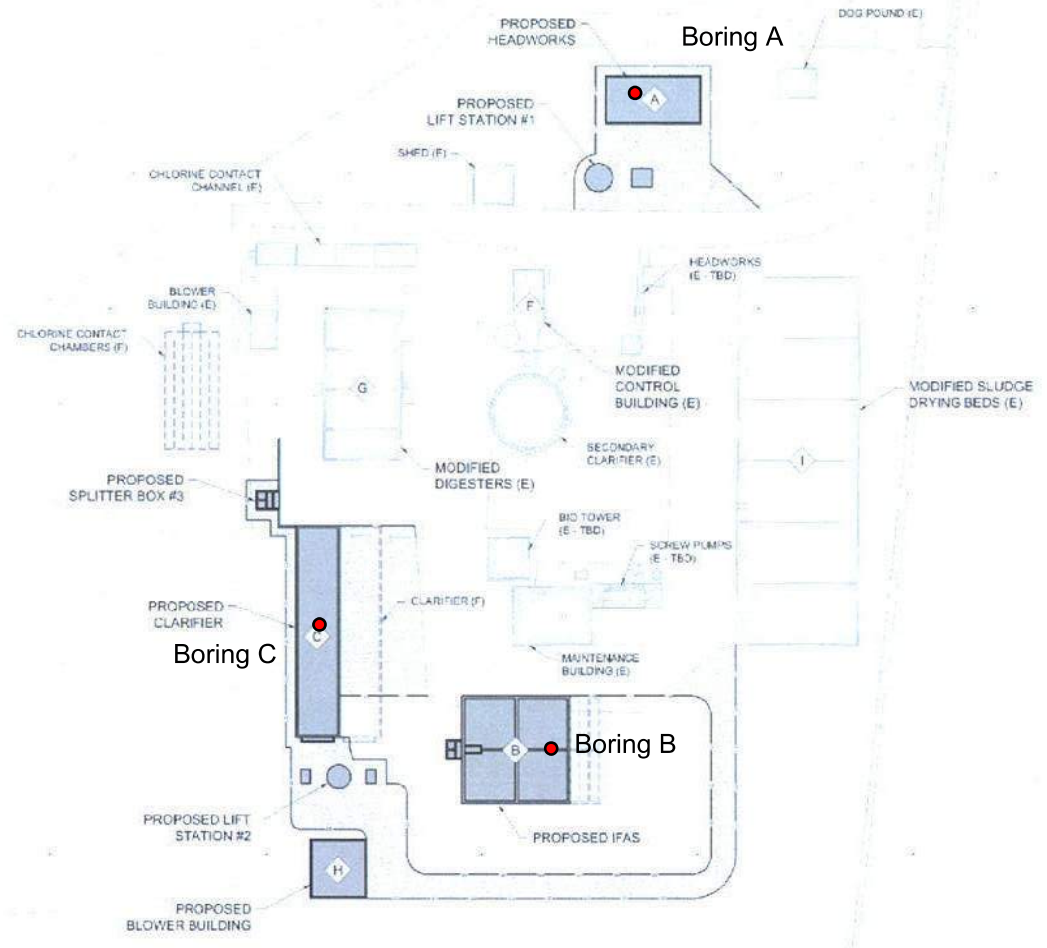 DOG POUND (E)
PROPOSED
HEADWORKS
Boring A
A
PROPOSED
LIFT STATION #1
SHED (E)
CHLORINE CONTACT
CHANNEL (E)
HEADWORKS
(E - TBD)
BLOWER
BUILDING (E)
F
CHLORINE CONTACT
CHAMBERS (F)
G
MODIFIED
CONTROL
BUILDING (E)
MODIFIED SLUDGE
DRYING BEDS (E)
SECONDARY
CLARIFIER (E)
I
MODIFIED
DIGESTERS (E)
PROPOSED
SPLITTER BOX #3
BIO TOWER
(E - TBD)
SCREW PUMPS
(E - TBD)
CLARIFIER (F)
PROPOSED
CLARIFIER
C
Boring C
MAINTENANCE
BUILDING (E)
B
Boring B
PROPOSED LIFT
STATION #2
PROPOSED IFAS
H
PROPOSED
BLOWER BUILDING